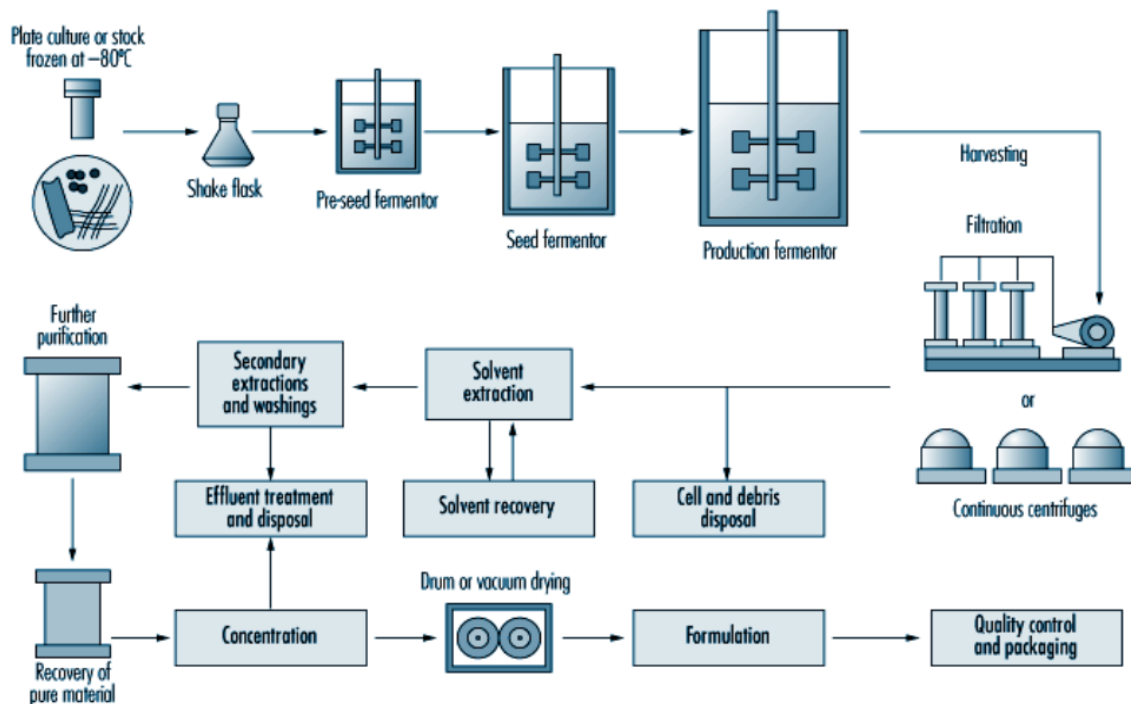 Plate culture or stock
frozen at –80°C
Shake flask
Pre-seed fermentor
Seed fermentor
Production fermentor
Harvesting
Filtration
or
Continuous centrifuges
Further
purification
Secondary
extractions
and washings
Solvent
extraction
Effluent treatment
and disposal
Solvent recovery
Cell and debris
disposal
Recovery of
pure material
Concentration
Drum or vacuum drying
Formulation
Quality control
and packaging